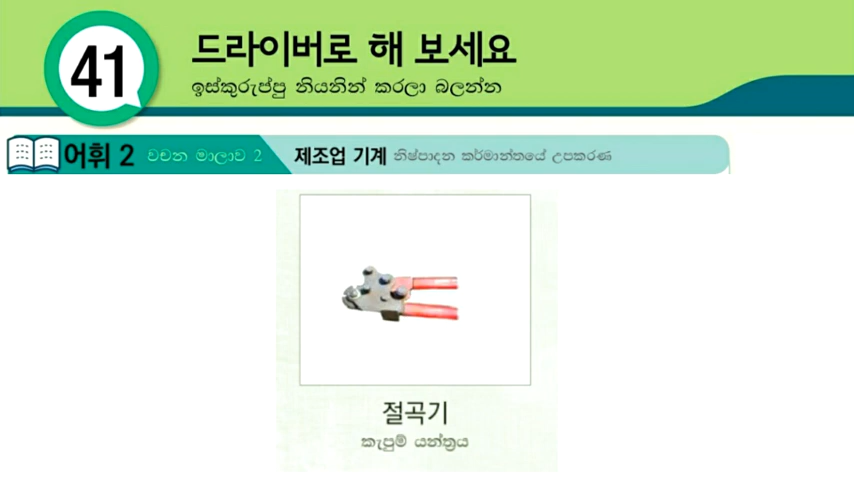 41
드라이버로 해 보세요
ඉස්කුරුප්පු නියනින් කරලා බලන්න
어휘 2 වචන මාලාව 2 제조업 기계 නිෂ්පාදන කර්මාන්තයේ උපකරණ
절곡기
කැපුම් යන්ත්‍රය